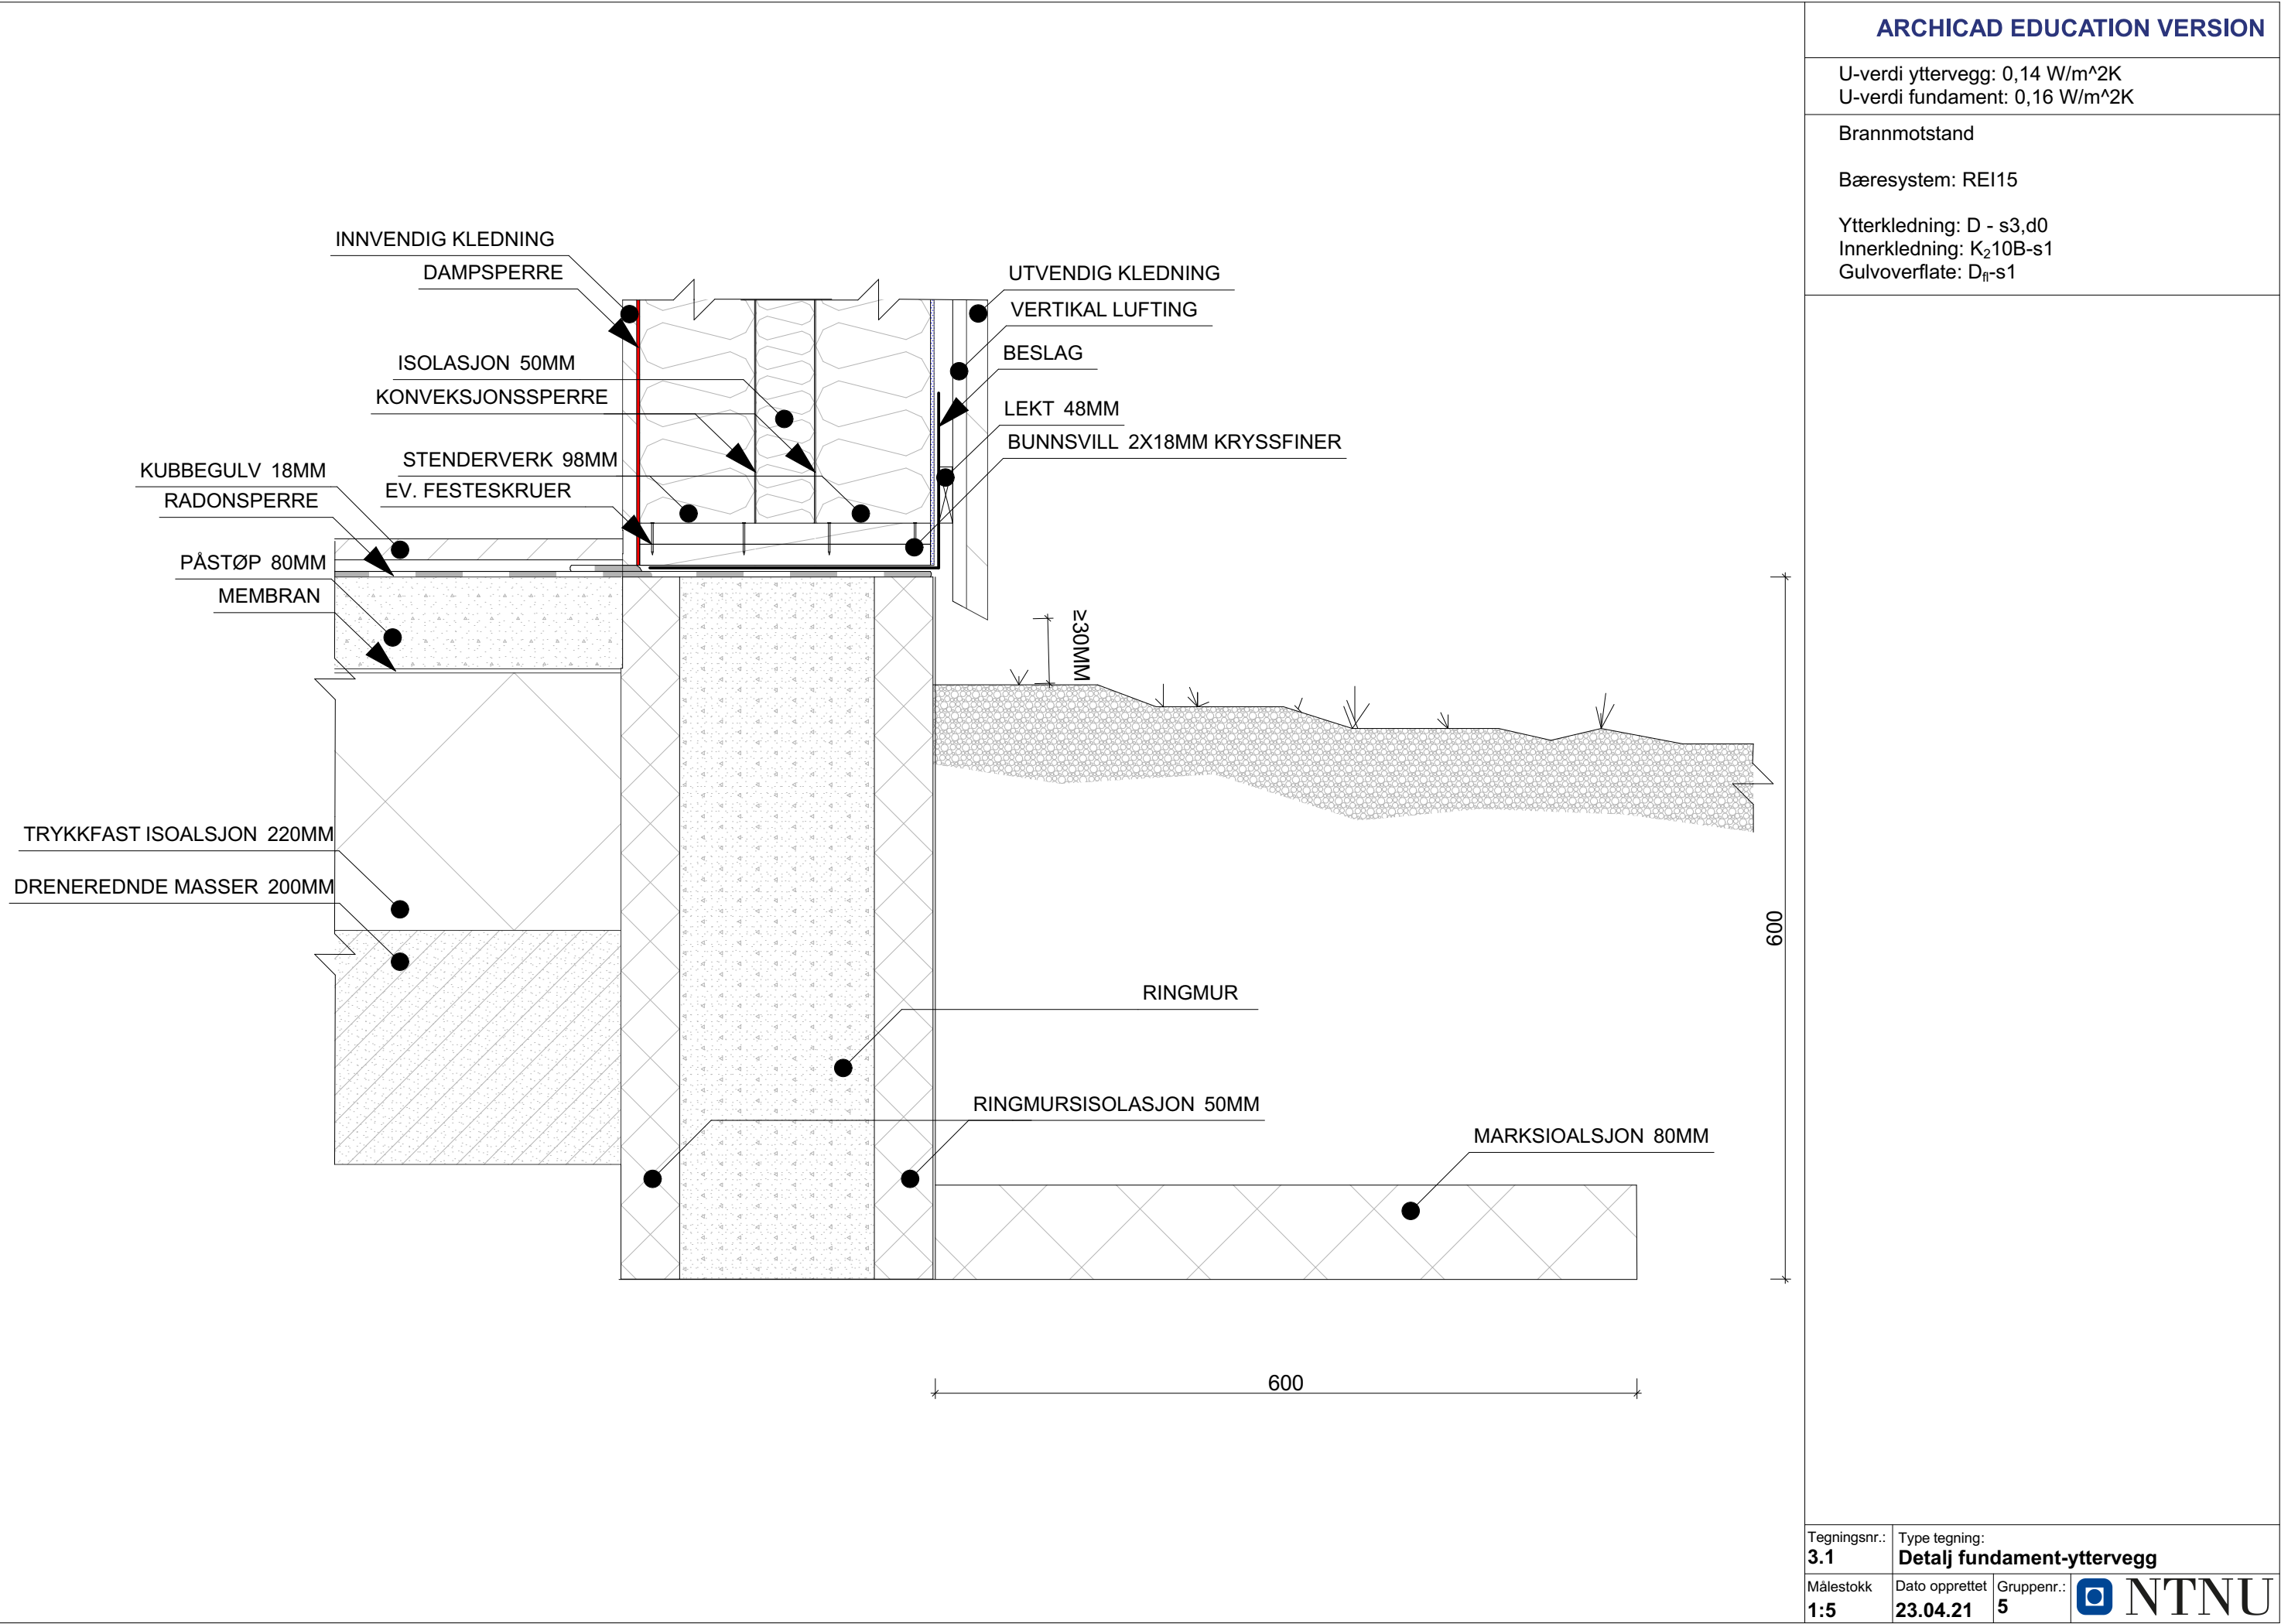 ARCHICAD EDUCATION VERSION
U-verdi yttervegg: 0,14 W/m^2K
U-verdi fundament: 0,16 W/m^2K
Brannmotstand
Bæresystem: REI15
Ytterkledning: D - s3,d0
Innerkledning: K₂10B-s1
Gulvoverflate: Dfl-s1
INNVENDIG KLEDNING
DAMPSPERRE
ISOLASJON 50MM
KONVEKSJONSSPERRE
STENDERVERK 98MM
EV. FESTESKRUER
KUBBEGULV 18MM
RADONSPERRE
PÅSTØP 80MM
MEMBRAN
TRYKKFAST ISOALSJON 220MM
DRENEREDNDE MASSER 200MM
UTVENDIG KLEDNING
VERTIKAL LUFTING
BESLAG
LEKT 48MM
BUNNSVILL 2X18MM KRYSSFINER
≥30MM
600
RINGMUR
RINGMURSISOLASJON 50MM
MARKSIOALSJON 80MM
600
Tegningsnr.:
3.1
Type tegning:
Detalj fundament-yttervegg
Målestokk
1:5
Dato opprettet
23.04.21
Gruppenr.:
5
NTNU